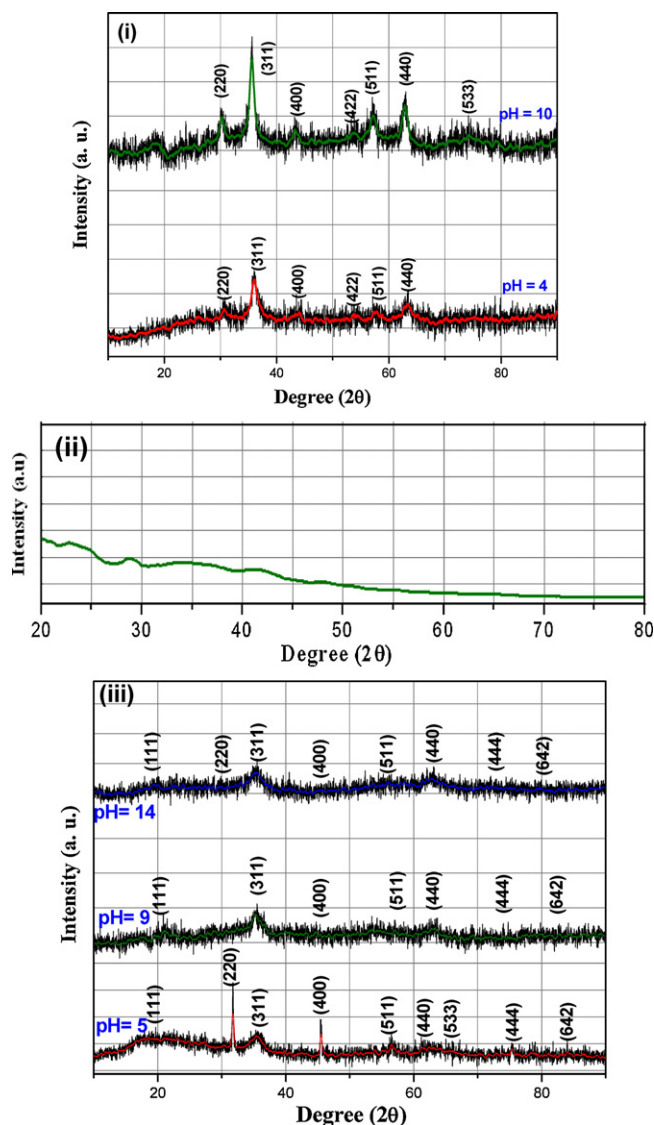 (i)
(220)
(311)
(400)
(422)
(511)
(440)
(533)
pH = 10
(220)
(311)
(400)
(422)
(511)
(440)
pH = 4
Intensity (a. u.)
20 40 60 80
Degree (2θ)
(ii)
Intensity (a.u)
20 30 40 50 60 70 80
Degree (2θ)
(iii)
(111)
(220)
(311)
(400)
(511)
(440)
(444)
(642)
pH= 14
(111)
(311)
(400)
(511)
(440)
(444)
(642)
pH= 9
(111)
(220)
(311)
(400)
(511)
(440)
(533)
(444)
(642)
pH= 5
Intensity (a. u.)
20 40 60 80
Degree (2θ)